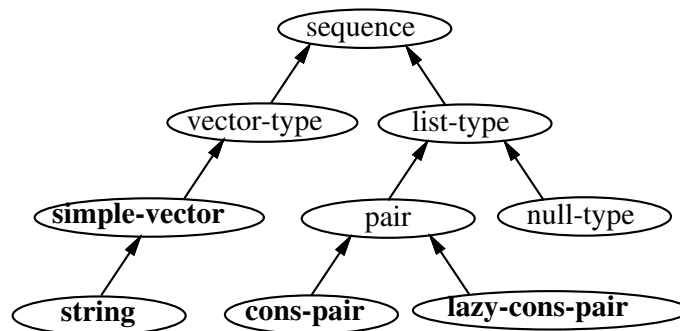 sequence
vector-type list-type
simple-vector pair null-type
string cons-pair lazy-cons-pair